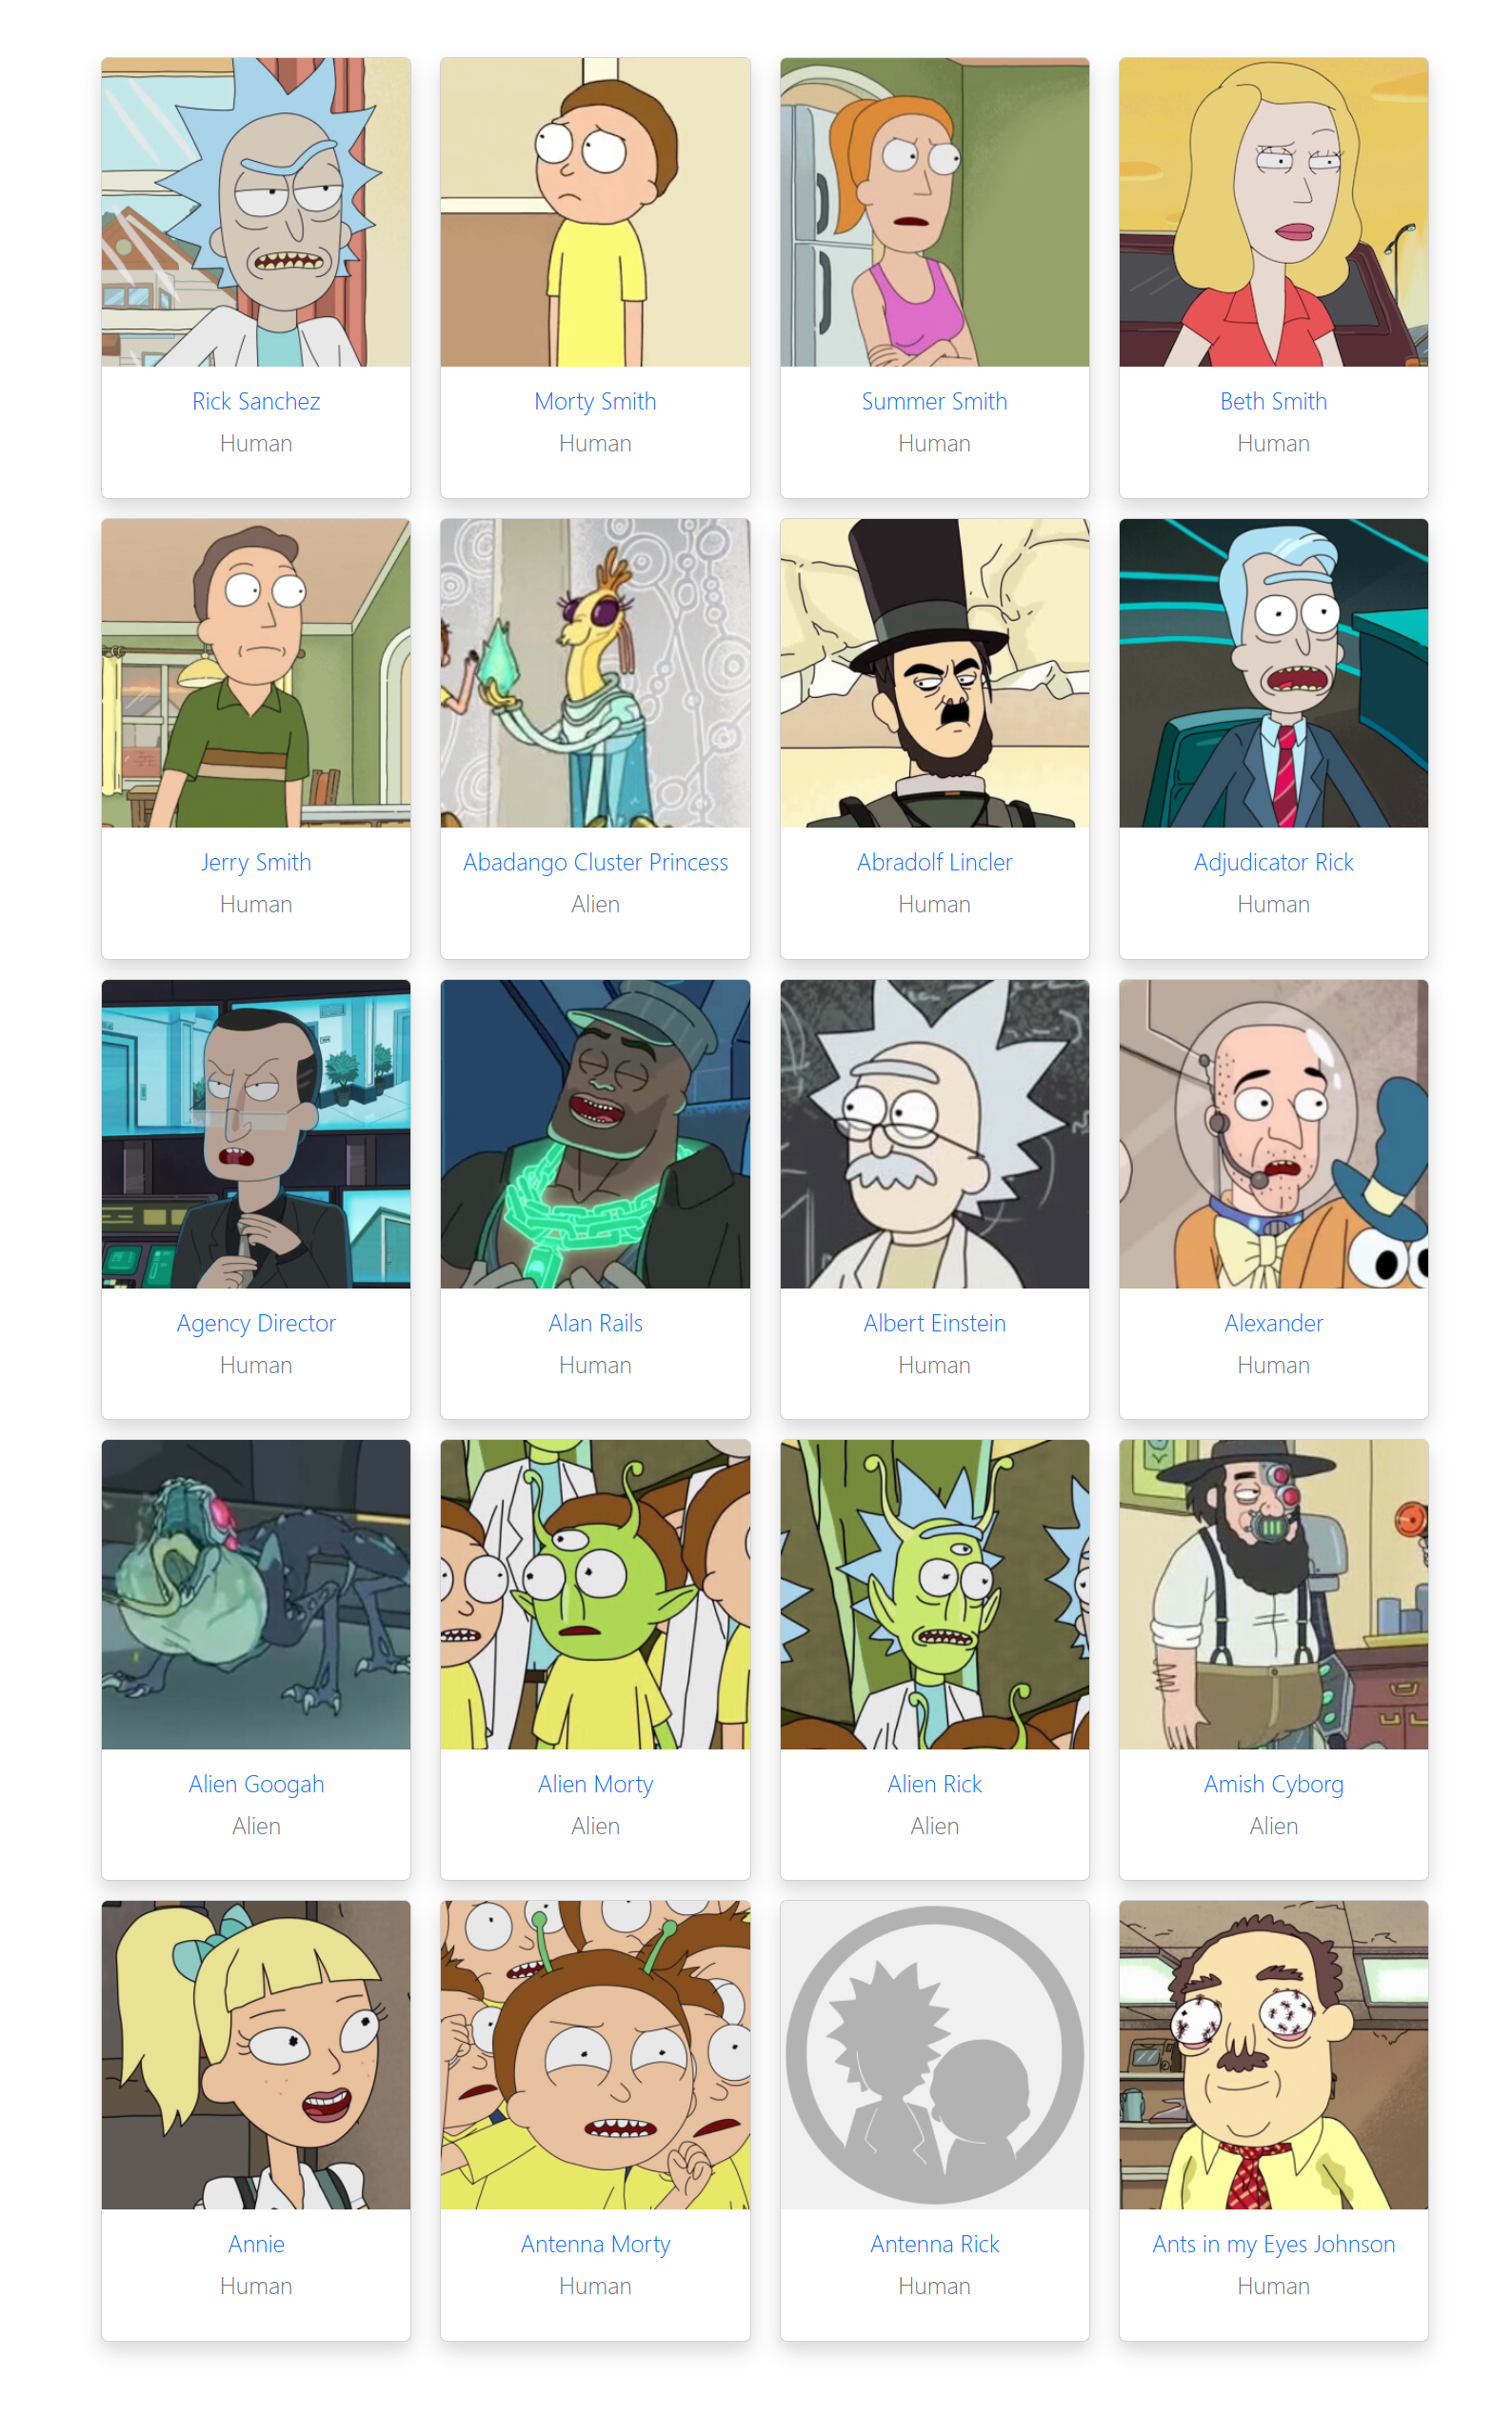 Rick Sanchez
Human
Morty Smith
Human
Summer Smith
Human
Beth Smith
Human
Jerry Smith
Human
Abadango Cluster Princess
Alien
Abradolf Lincler
Human
Adjudicator Rick
Human
Agency Director
Human
Alan Rails
Human
Albert Einstein
Human
Alexander
Human
Alien Googah
Alien
Alien Morty
Alien
Alien Rick
Alien
Amish Cyborg
Alien
Annie
Human
Antenna Morty
Human
Antenna Rick
Human
Ants in my Eyes Johnson
Human